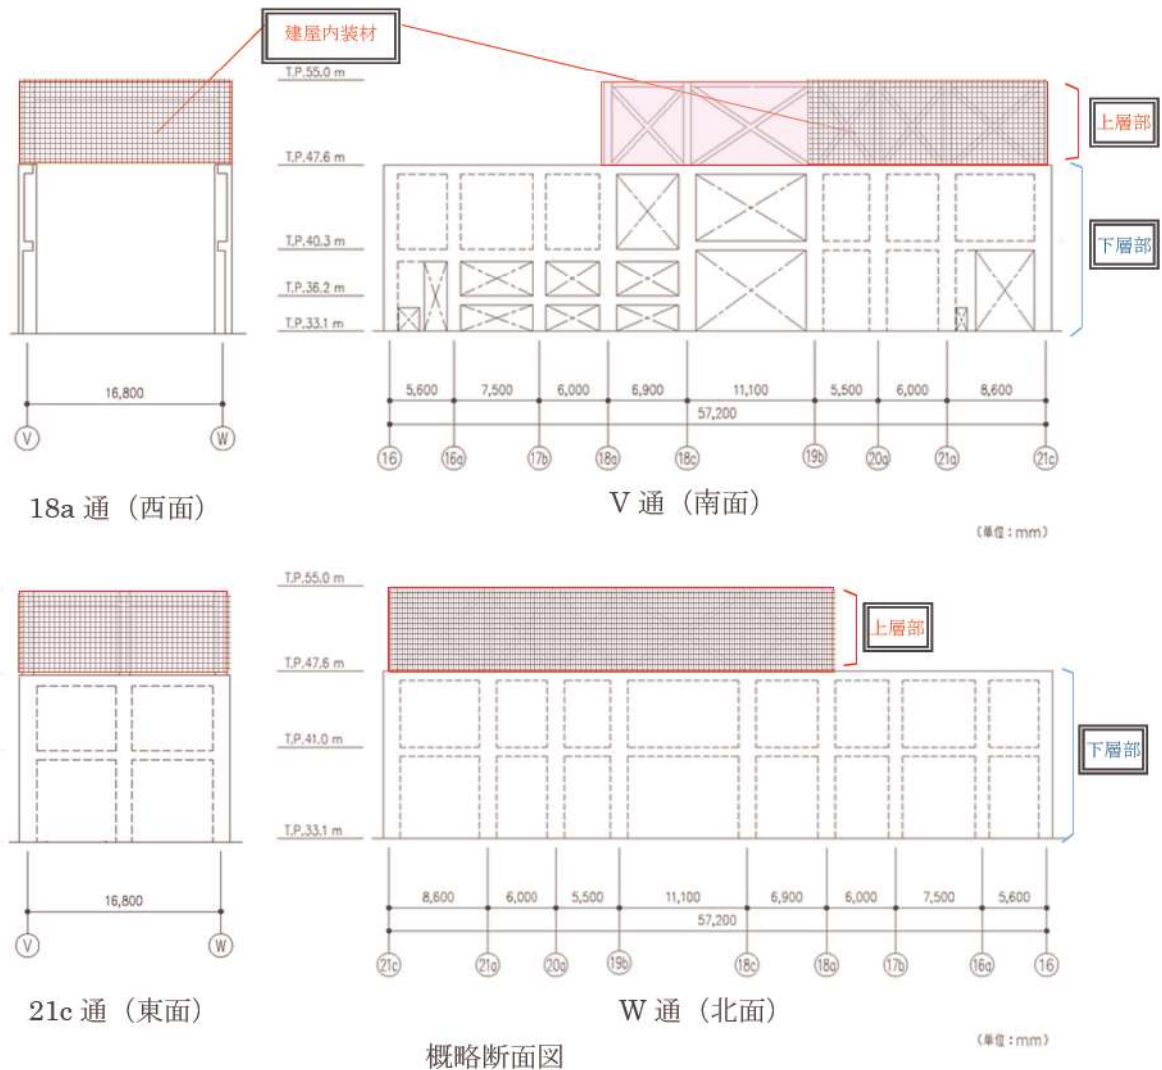 建屋内装材
T.P.55.0 m
上層部
T.P.47.6 m
下層部
T.P.40.3 m
T.P.36.2 m
T.P.33.1 m
16,800
5,600 7,500 6,000 6,900 11,100 5,500 6,000 8,600
57,200
V W
16 16a 17b 18a 18c 19b 20a 21a 21c
18a 通（西面）
V 通（南面）
（単位：mm）
T.P.55.0 m
上層部
T.P.47.6 m
T.P.41.0 m
下層部
T.P.33.1 m
16,800
8,600 6,000 5,500 11,100 6,900 6,000 7,500 5,600
57,200
V W
21c 21a 20a 19b 18c 18a 17b 16a 16
21c 通（東面）
W 通（北面）
（単位：mm）
概略断面図